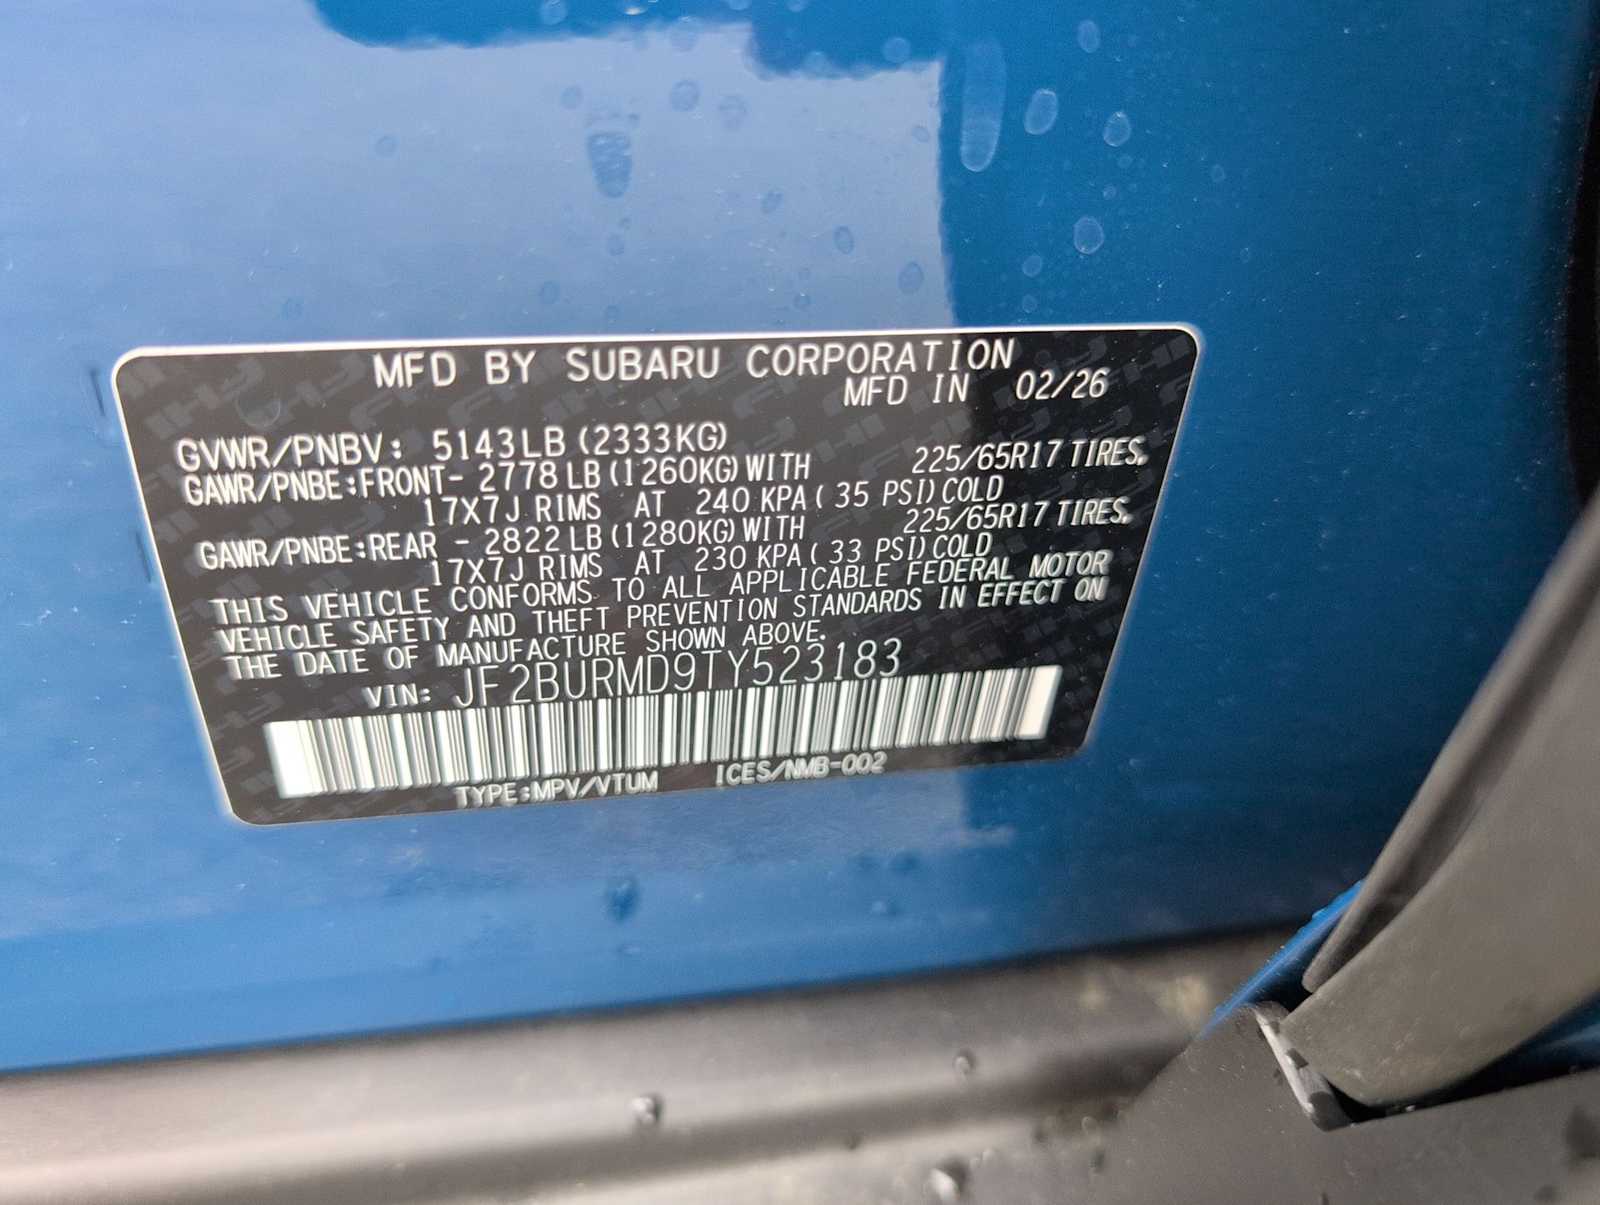 MFD BY SUBARU CORPORATION
MFD IN 02/26
GVWR/PNBV: 5143LB (2333KG)
GAWR/PNBE:FRONT- 2778 LB (1260KG) WITH 225/65R17 TIRES,
17X7J RIMS AT 240 KPA ( 35 PSI) COLD
GAWR/PNBE:REAR - 2822 LB (1280KG) WITH 225/65R17 TIRES,
17X7J RIMS AT 230 KPA ( 33 PSI) COLD
THIS VEHICLE CONFORMS TO ALL APPLICABLE FEDERAL MOTOR
VEHICLE SAFETY AND THEFT PREVENTION STANDARDS IN EFFECT ON
THE DATE OF MANUFACTURE SHOWN ABOVE.
VIN: JF2BURMD9TY523183
TYPE:MPV/VTUM ICES/NMB-002